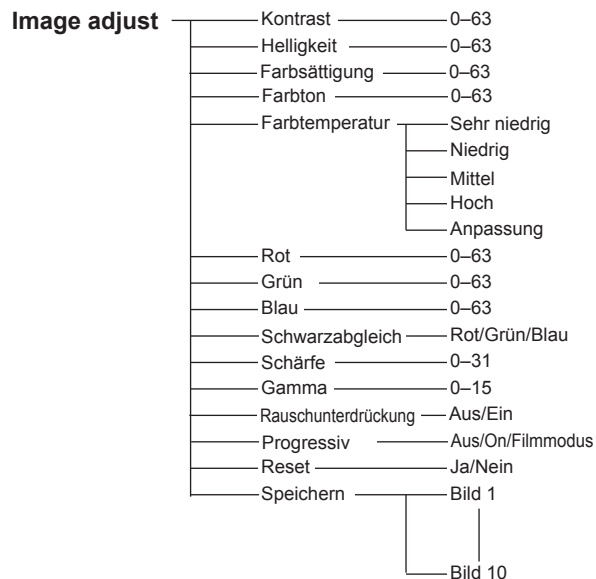 Image adjust Kontrast 0–63
Helligkeit 0–63
Farbsättigung 0–63
Farbton 0–63
Farbtemperatur Sehr niedrig
Niedrig
Mittel
Hoch
Anpassung
Rot 0–63
Grün 0–63
Blau 0–63
Schwarzabgleich Rot/Grün/Blau
Schärfe 0–31
Gamma 0–15
Rauschunterdrückung Aus/Ein
Progressiv Aus/On/Filmmodus
Reset Ja/Nein
Speichern Bild 1
Bild 10